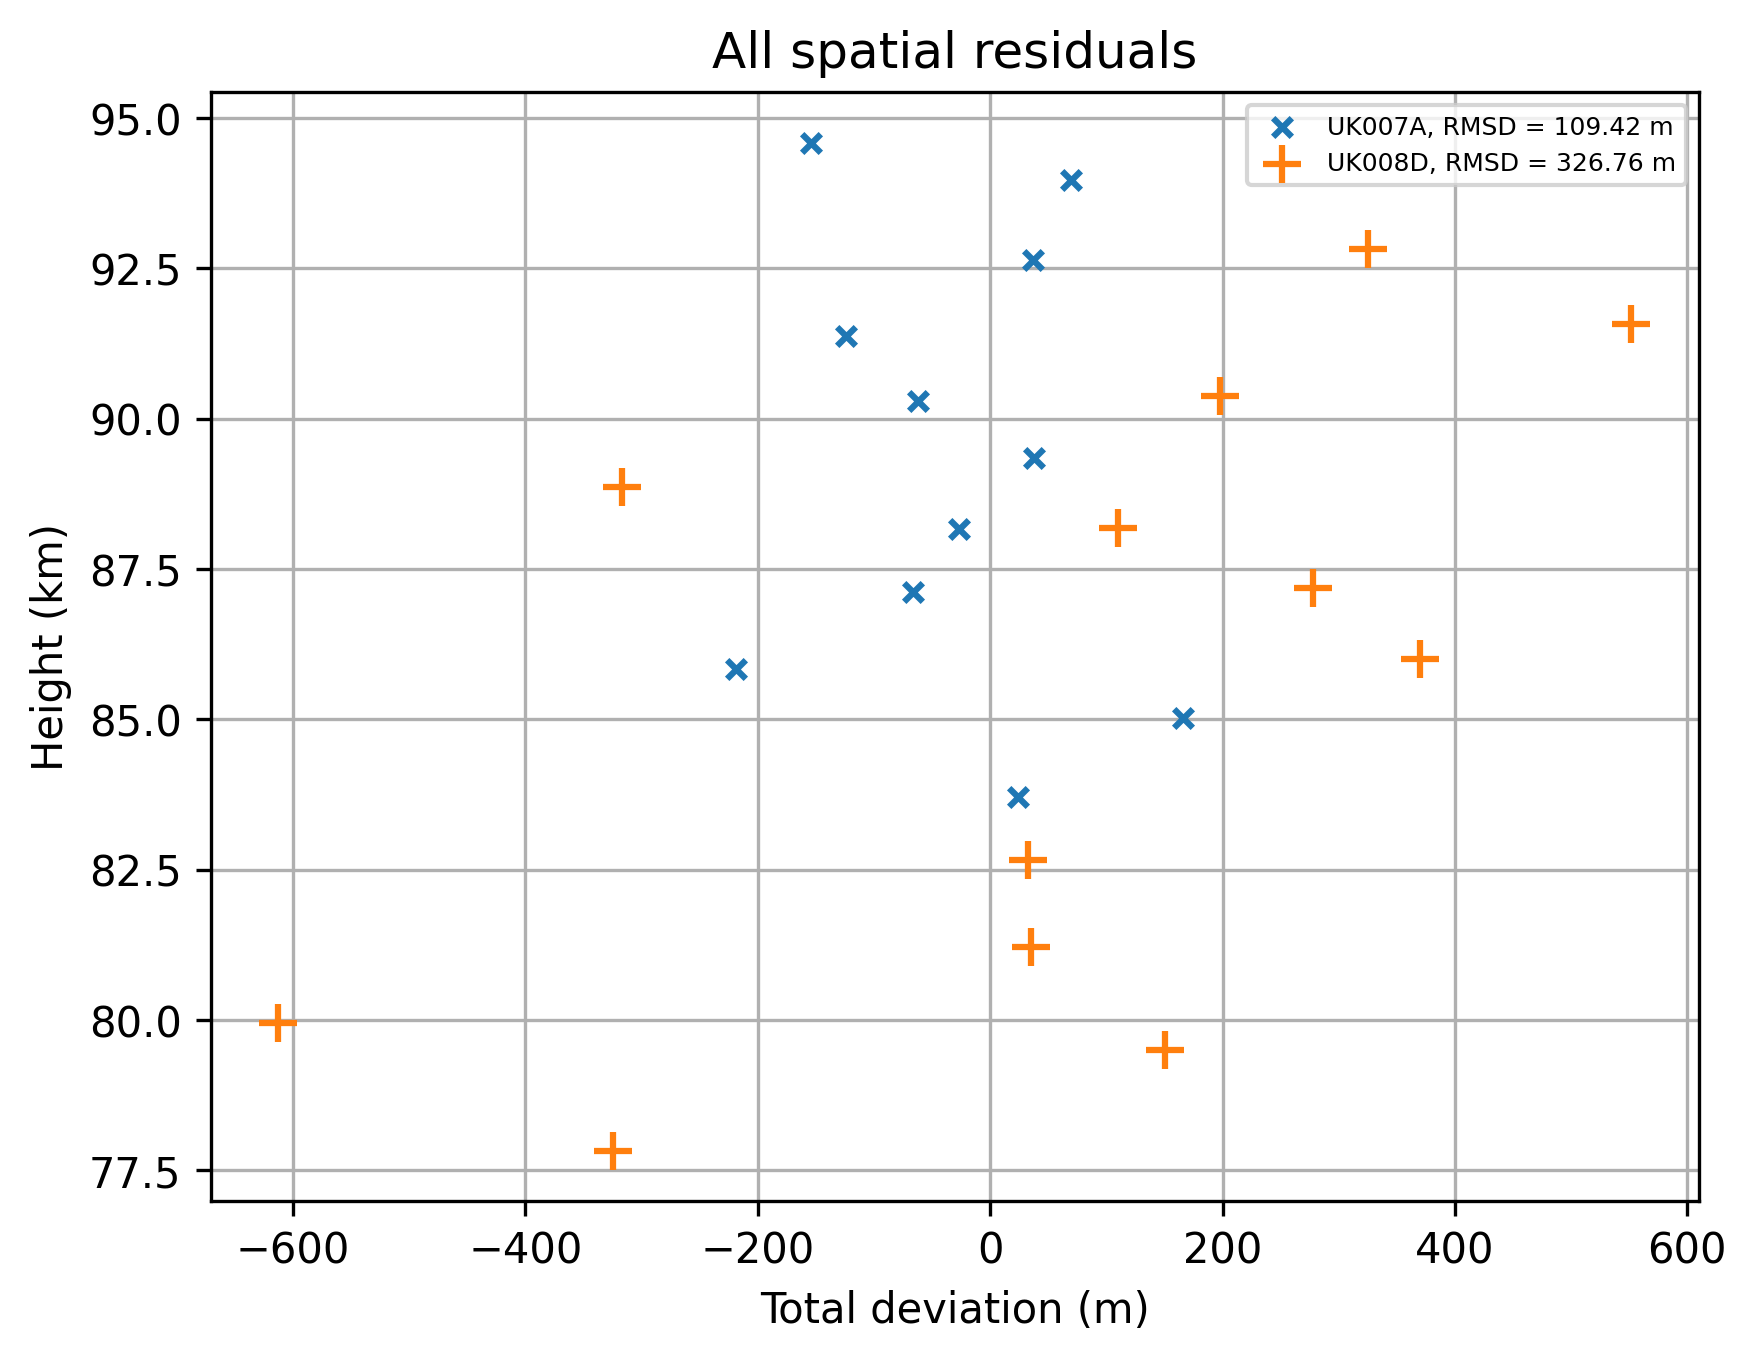 All spatial residuals
UK007A, RMSD = 109.42 m
UK008D, RMSD = 326.76 m
95.0
92.5
90.0
87.5
85.0
82.5
80.0
77.5
Height (km)
−600 −400 −200 0 200 400 600
Total deviation (m)